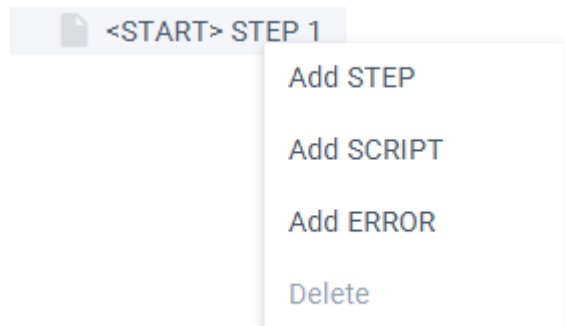 <START> STEP 1
Add STEP
Add SCRIPT
Add ERROR
Delete